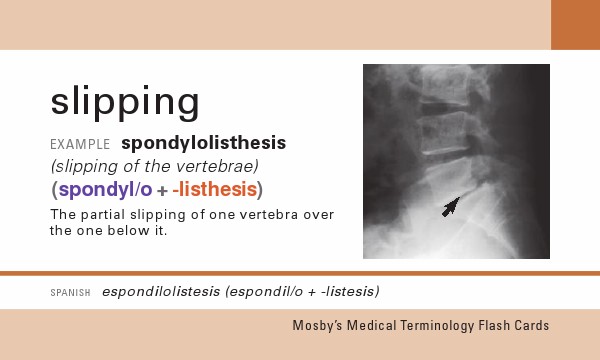 slipping
EXAMPLE spondylolisthesis
(slipping of the vertebrae)
(spondyl/o + -listhesis)
The partial slipping of one vertebra over
the one below it.
SPANISH espondilolistesis (espondil/o + -listesis)
Mosby's Medical Terminology Flash Cards